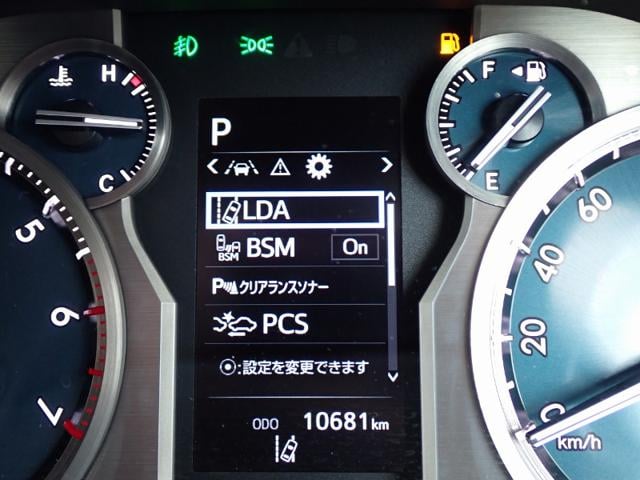 H
C
F
E
P
LDA
BSM
BSM
On
P
クリアランスソナー
PCS
:設定を変更できます
ODO 10681 km
5
6
7
60
40
20
0
km/h